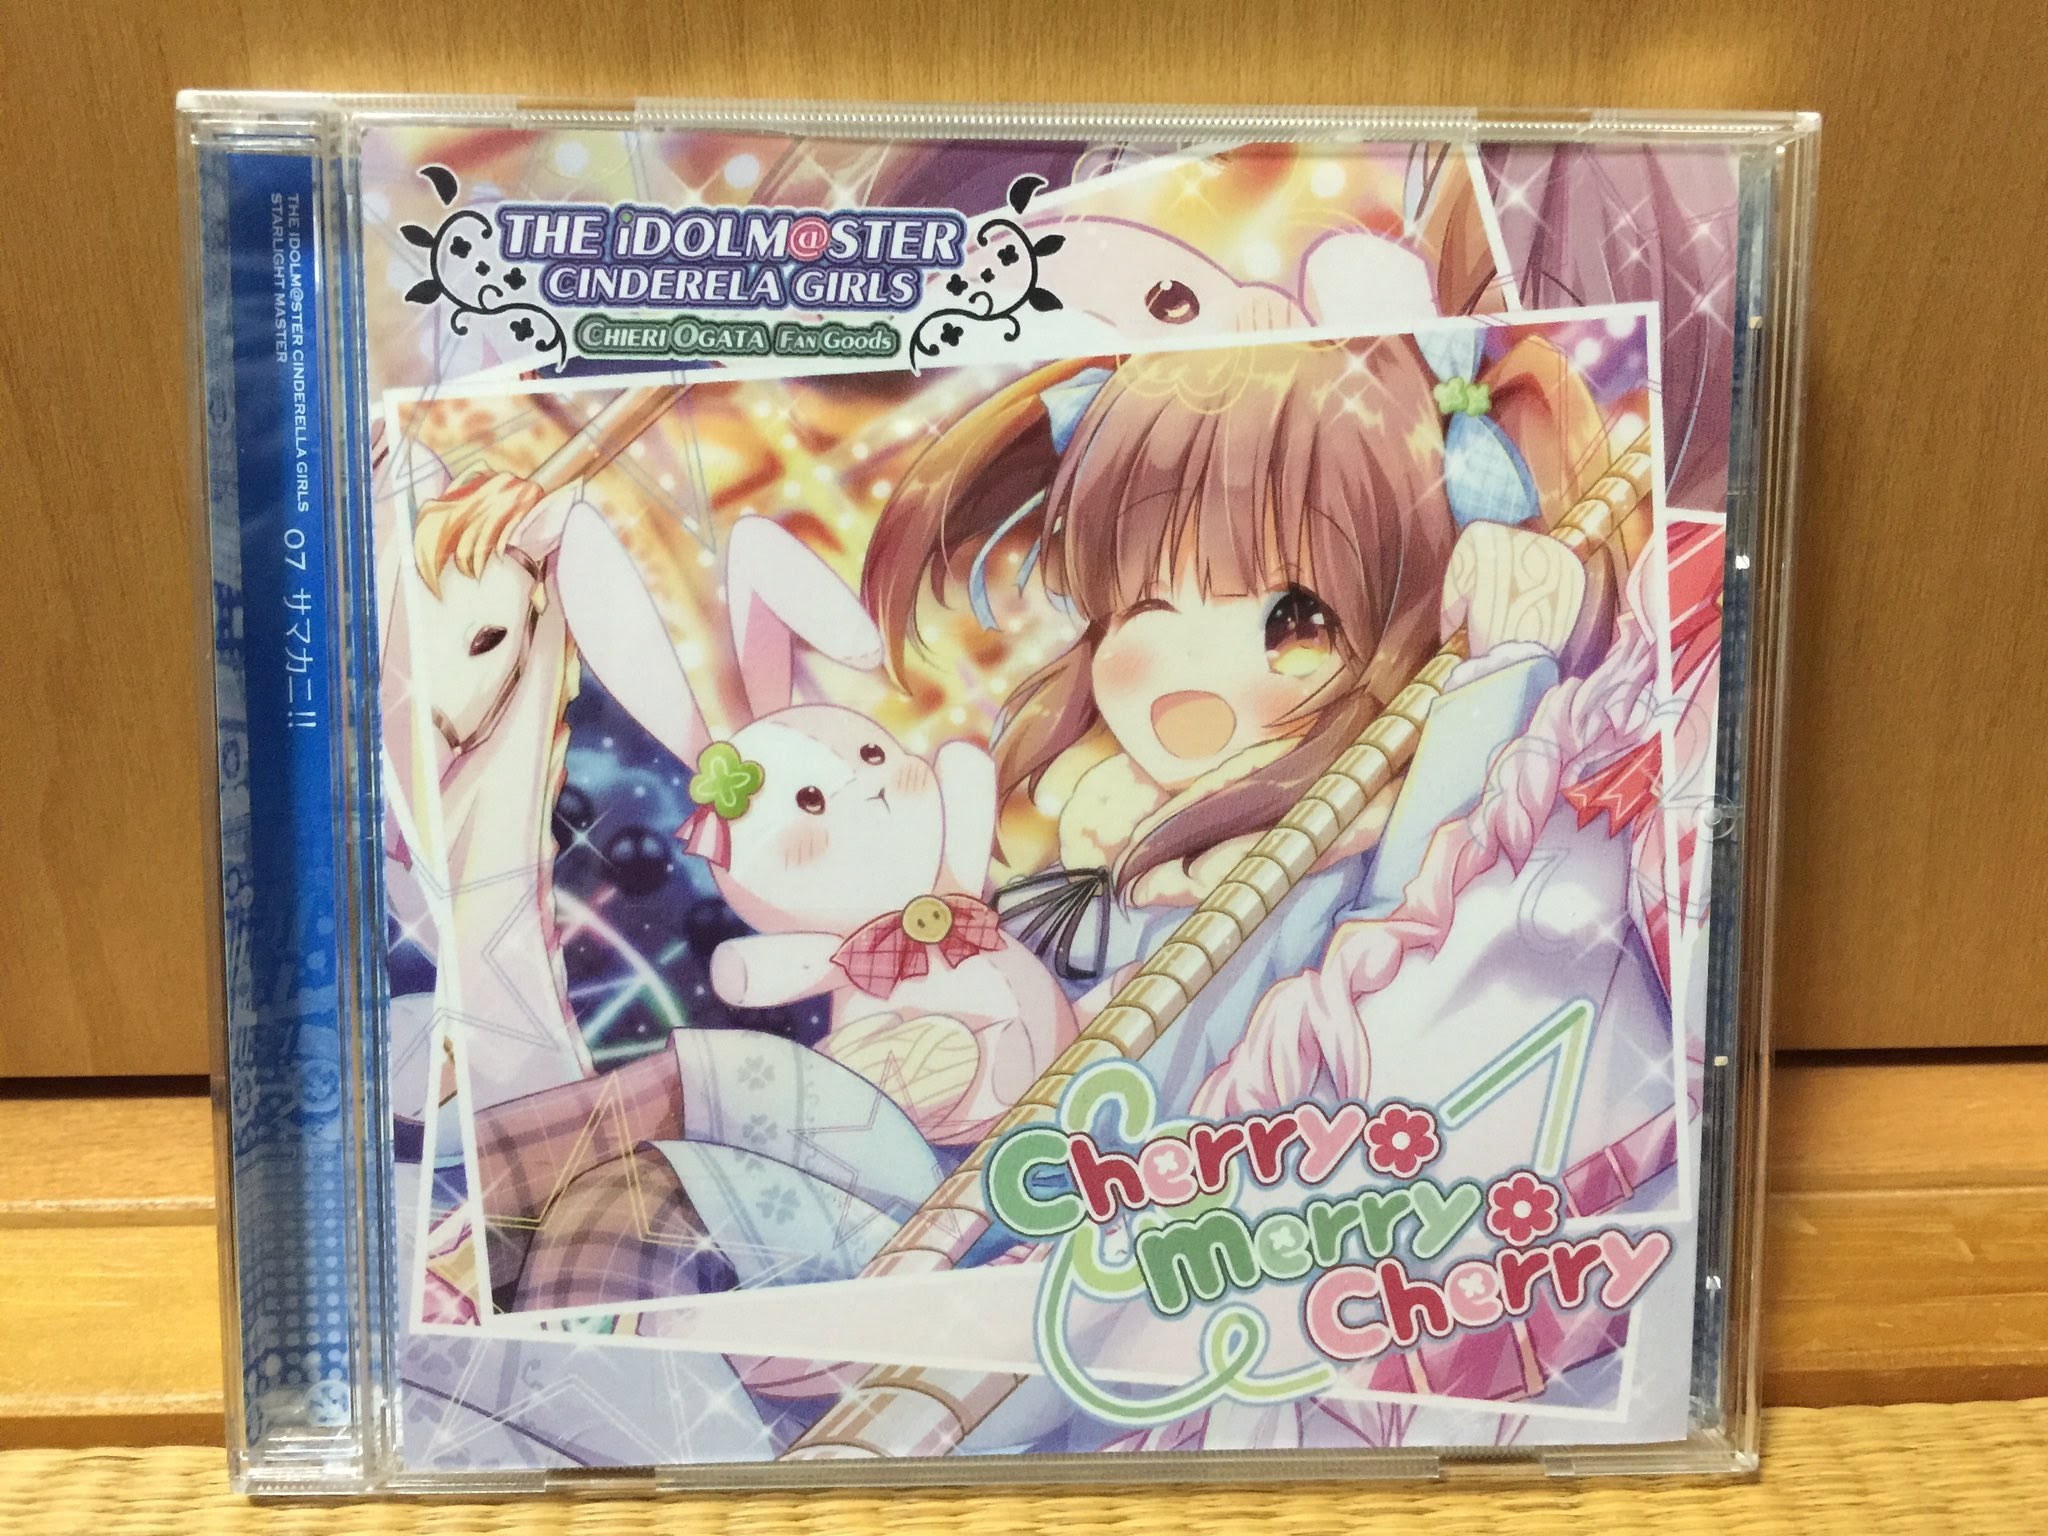 THE iDOLM@STER CINDERELLA GIRLS
STARLIGHT MASTER
07 サマカニ!!
THE iDOLM@STER
CINDERELA GIRLS
CHIERI OGATA FAN GOODS
Cherry
merry
Cherry